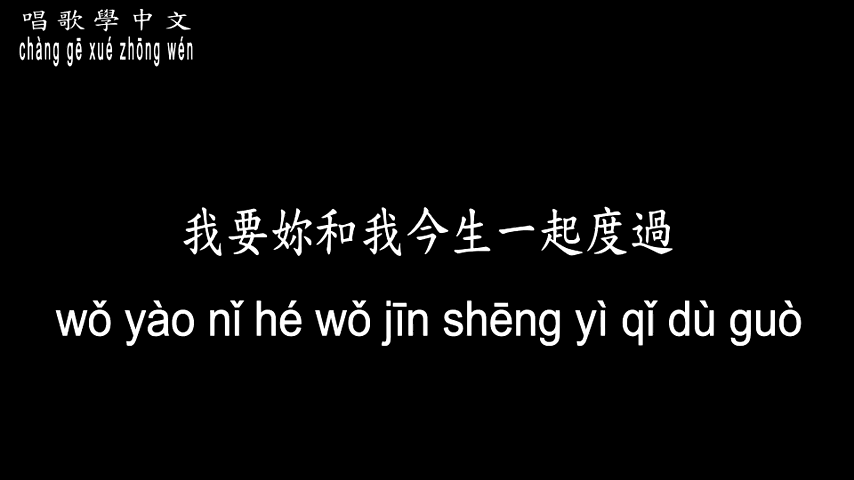 唱歌學中文
chàng gē xué zhōng wén
我要妳和我今生一起度過
wǒ yào nǐ hé wǒ jīn shēng yì qǐ dù guò